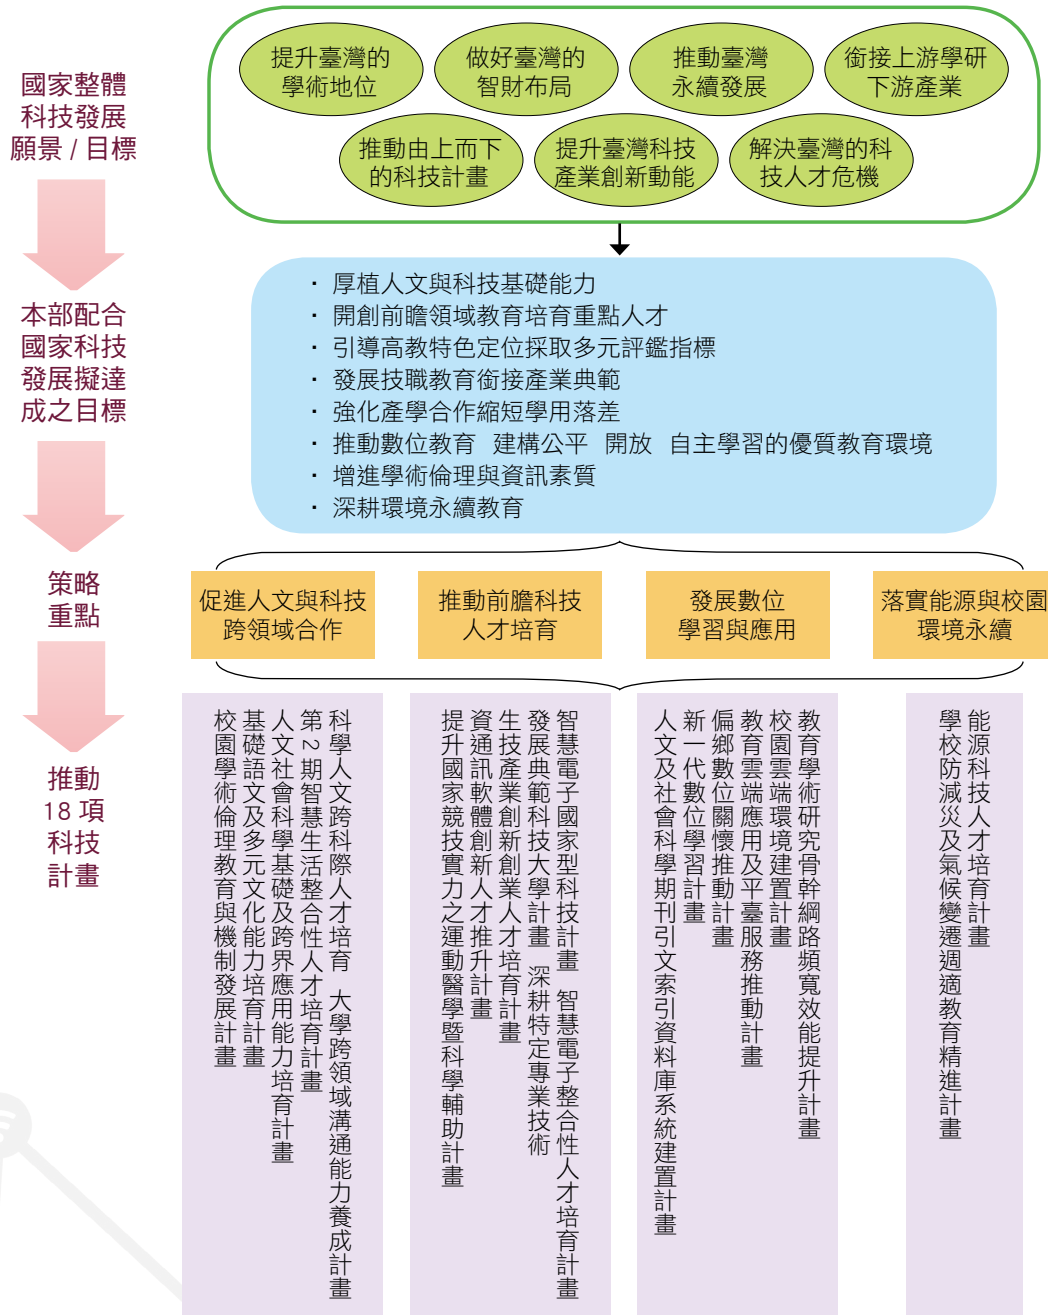 國家整體
科技發展
願景 / 目標
提升臺灣的
學術地位
做好臺灣的
智財布局
推動臺灣
永續發展
銜接上游學研
下游產業
推動由上而下
的科技計畫
提升臺灣科技
產業創新動能
解決臺灣的科
技人才危機
本部配合
國家科技
發展擬達
成之目標
· 厚植人文與科技基礎能力
· 開創前瞻領域教育培育重點人才
· 引導高教特色定位採取多元評鑑指標
· 發展技職教育銜接產業典範
· 強化產學合作縮短學用落差
· 推動數位教育 建構公平 開放 自主學習的優質教育環境
· 增進學術倫理與資訊素質
· 深耕環境永續教育
策略
重點
促進人文與科技
跨領域合作
推動前瞻科技
人才培育
發展數位
學習與應用
落實能源與校園
環境永續
推動
18 項
科技
計畫
科學人文跨科際人才培育 大學跨領域溝通能力養成計畫
第 2 期智慧生活整合性人才培育計畫
人文社會科學基礎及跨界應用能力培育計畫
基礎語文及多元文化能力培育計畫
校園學術倫理教育與機制發展計畫
智慧電子國家型科技計畫 智慧電子整合性人才培育計畫
發展典範科技大學計畫 深耕特定專業技術
生技產業創新創業人才培育計畫
資通訊軟體創新人才推升計畫
提升國家競技實力之運動醫學暨科學輔助計畫
教育學術研究骨幹網路頻寬效能提升計畫
校園雲端環境建置計畫
教育雲端應用及平臺服務推動計畫
偏鄉數位關懷推動計畫
新一代數位學習計畫
人文及社會科學期刊引文索引資料庫系統建置計畫
能源科技人才培育計畫
學校防減災及氣候變遷週適教育精進計畫